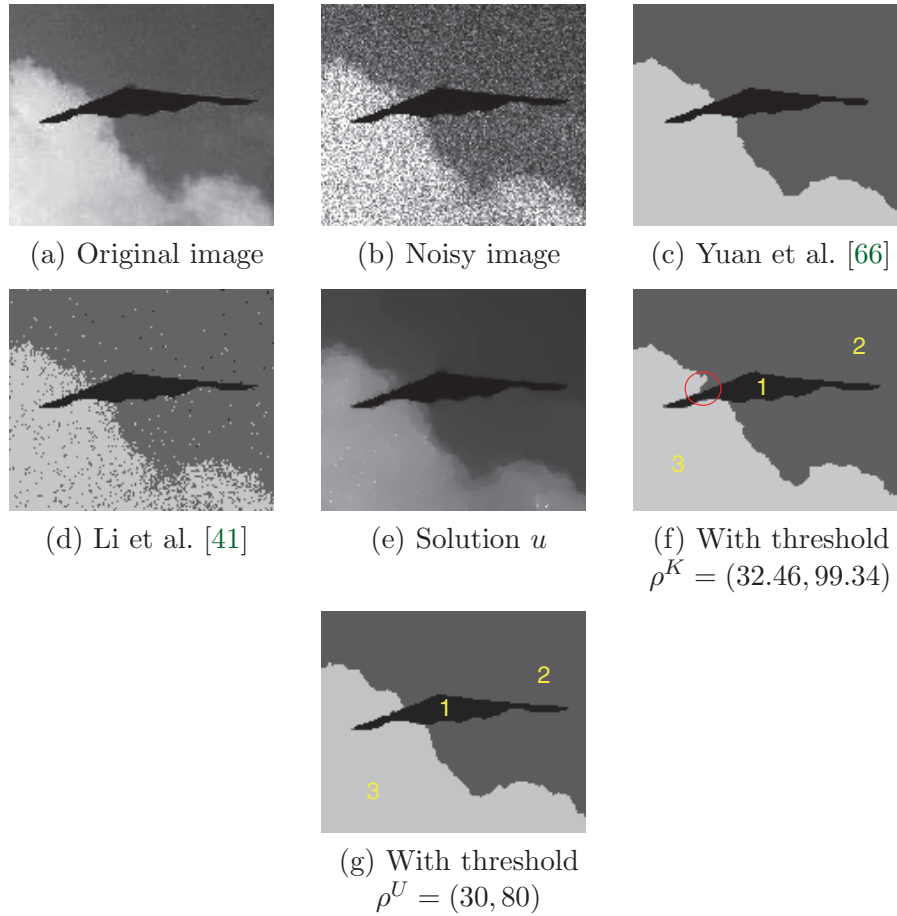 (a) Original image
(b) Noisy image
(c) Yuan et al. [66]
2
1
3
(d) Li et al. [41]
(e) Solution u
(f) With threshold
ρ^K = (32.46, 99.34)
2
1
3
(g) With threshold
ρ^U = (30, 80)